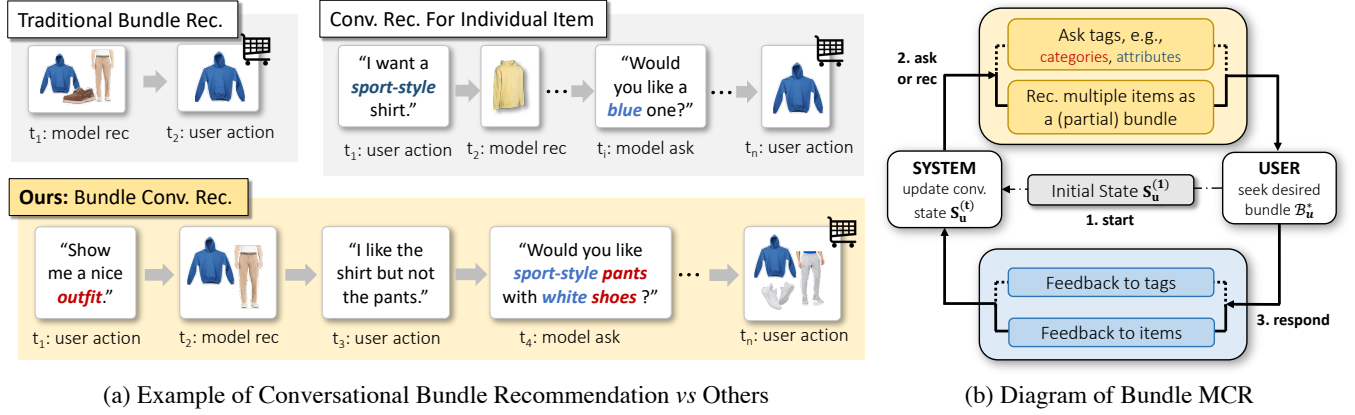 Traditional Bundle Rec.
t1: model rec
t2: user action
Conv. Rec. For Individual Item
“I want a
sport-style
shirt.”
t1: user action
t2: model rec
“Would
you like a
blue one?”
ti: model ask
tn: user action
Ours: Bundle Conv. Rec.
“Show
me a nice
outfit.”
t1: user action
t2: model rec
“I like the
shirt but not
the pants.”
t3: user action
“Would you like
sport-style pants
with white shoes ?”
t4: model ask
tn: user action
(a) Example of Conversational Bundle Recommendation vs Others
2. ask
or rec
Ask tags, e.g.,
categories, attributes
Rec. multiple items as
a (partial) bundle
SYSTEM
update conv.
state S_u^(t)
Initial State S_u^(1)
1. start
USER
seek desired
bundle B_u^*
Feedback to tags
Feedback to items
3. respond
(b) Diagram of Bundle MCR